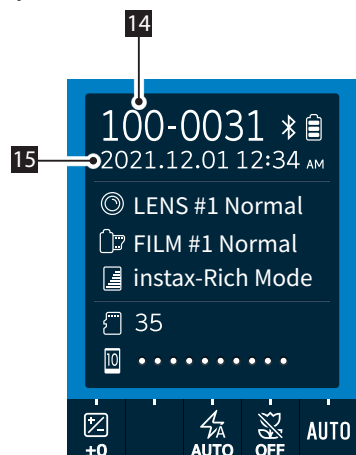 14
100-0031
15
2021.12.01 12:34 AM
LENS #1 Normal
FILM #1 Normal
instax-Rich Mode
35
10
A
±0 AUTO OFF AUTO